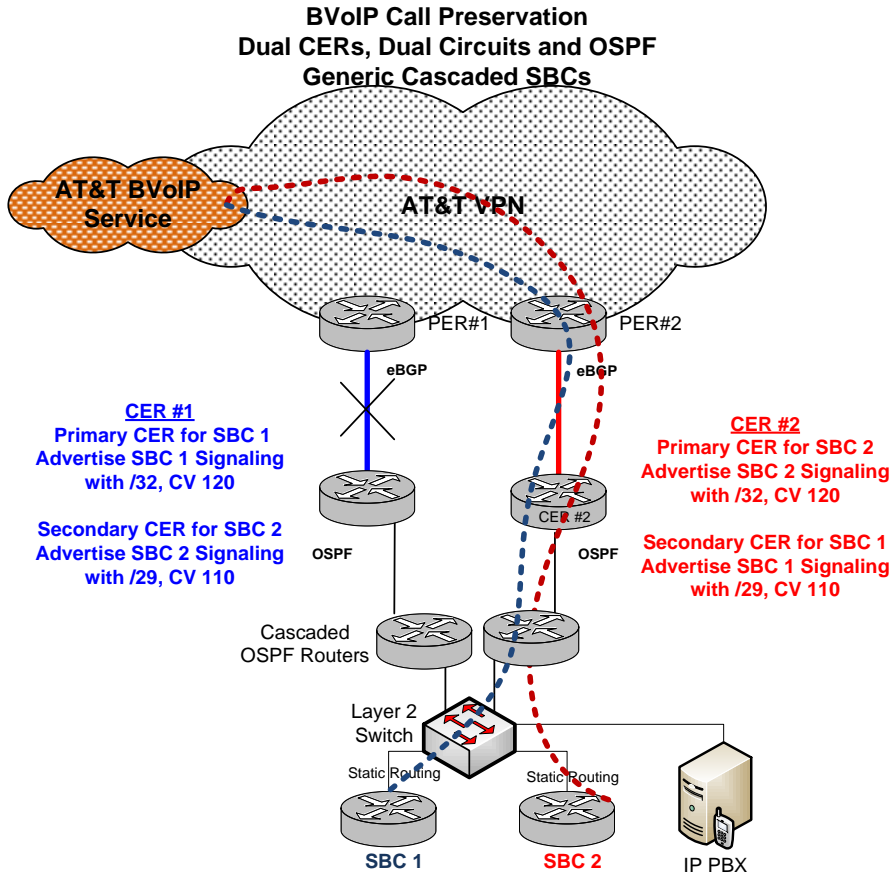 BVoIP Call Preservation
Dual CERs, Dual Circuits and OSPF
Generic Cascaded SBCs
AT&T BVoIP
Service
AT&T VPN
PER#1
PER#2
eBGP
eBGP
CER #1
Primary CER for SBC 1
Advertise SBC 1 Signaling
with /32, CV 120
Secondary CER for SBC 2
Advertise SBC 2 Signaling
with /29, CV 110
CER #2
Primary CER for SBC 2
Advertise SBC 2 Signaling
with /32, CV 120
Secondary CER for SBC 1
Advertise SBC 1 Signaling
with /29, CV 110
CER #2
OSPF
OSPF
Cascaded
OSPF Routers
Layer 2
Switch
Static Routing
Static Routing
SBC 1
SBC 2
IP PBX